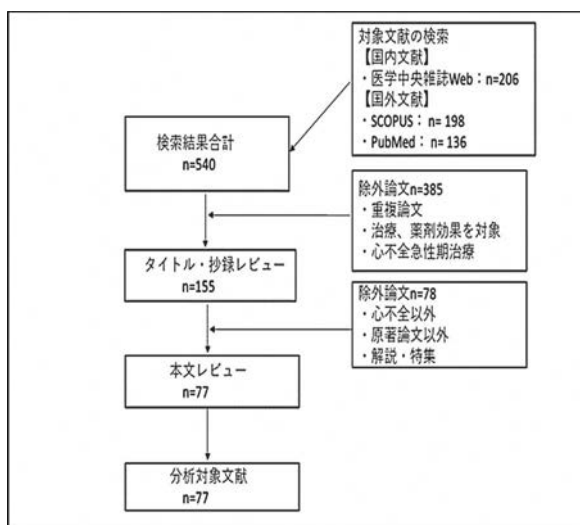 対象文献の検索
【国内文献】
・医学中央雑誌Web：n=206
【国外文献】
・SCOPUS： n= 198
・PubMed： n= 136
検索結果合計
n=540
除外論文n=385
・重複論文
・治療、薬剤効果を対象
・心不全急性期治療
タイトル・抄録レビュー
n=155
除外論文n=78
・心不全以外
・原著論文以外
・解説・特集
本文レビュー
n=77
分析対象文献
n=77